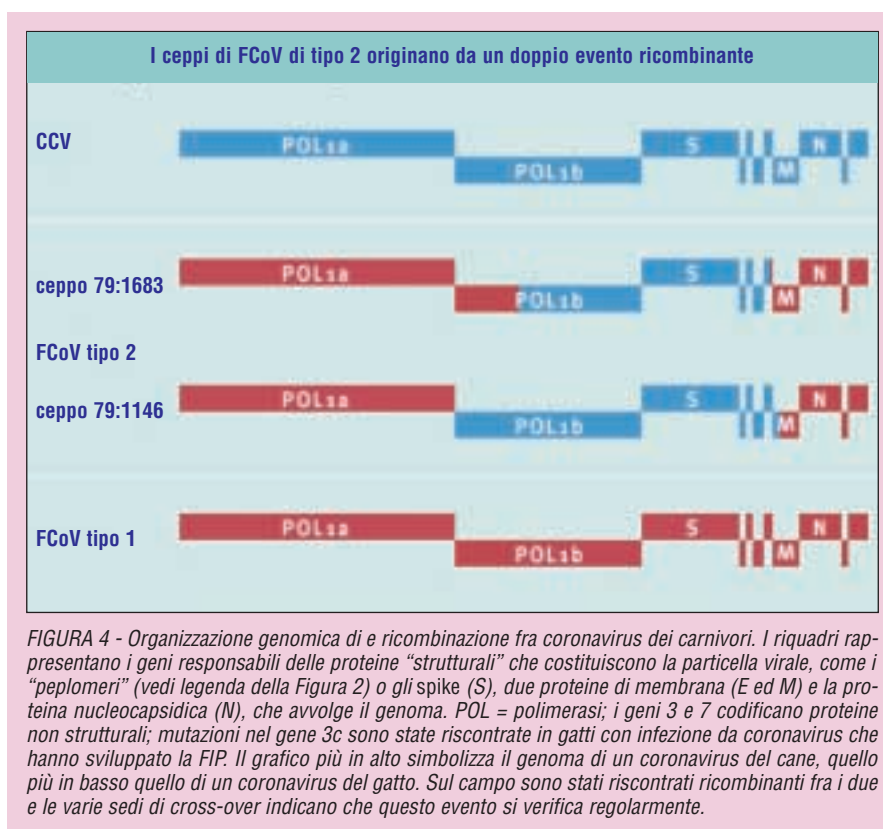 I ceppi di FCoV di tipo 2 originano da un doppio evento ricombinante
CCV
POL1a
POL1b
S
M
N
ceppo 79:1683
POL1a
POL1b
S
M
N
FCoV tipo 2
ceppo 79:1146
POL1a
POL1b
S
M
N
FCoV tipo 1
POL1a
POL1b
S
M
N
FIGURA 4 - Organizzazione genomica di e ricombinazione fra coronavirus dei carnivori. I riquadri rap-
presentano i geni responsabili delle proteine “strutturali” che costituiscono la particella virale, come i
“peplomeri” (vedi legenda della Figura 2) o gli spike (S), due proteine di membrana (E ed M) e la pro-
teina nucleocapsidica (N), che avvolge il genoma. POL = polimerasi; i geni 3 e 7 codificano proteine
non strutturali; mutazioni nel gene 3c sono state riscontrate in gatti con infezione da coronavirus che
hanno sviluppato la FIP. Il grafico più in alto simbolizza il genoma di un coronavirus del cane, quello
più in basso quello di un coronavirus del gatto. Sul campo sono stati riscontrati ricombinanti fra i due
e le varie sedi di cross-over indicano che questo evento si verifica regolarmente.